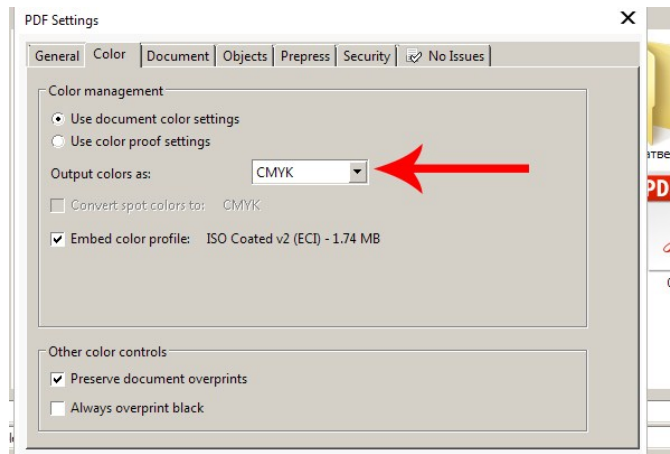 PDF Settings
General Color Document Objects Prepress Security No Issues
Color management
Use document color settings
Use color proof settings
Output colors as: CMYK
Convert spot colors to: CMYK
Embed color profile: ISO Coated v2 (ECI) - 1.74 MB
Other color controls
Preserve document overprints
Always overprint black